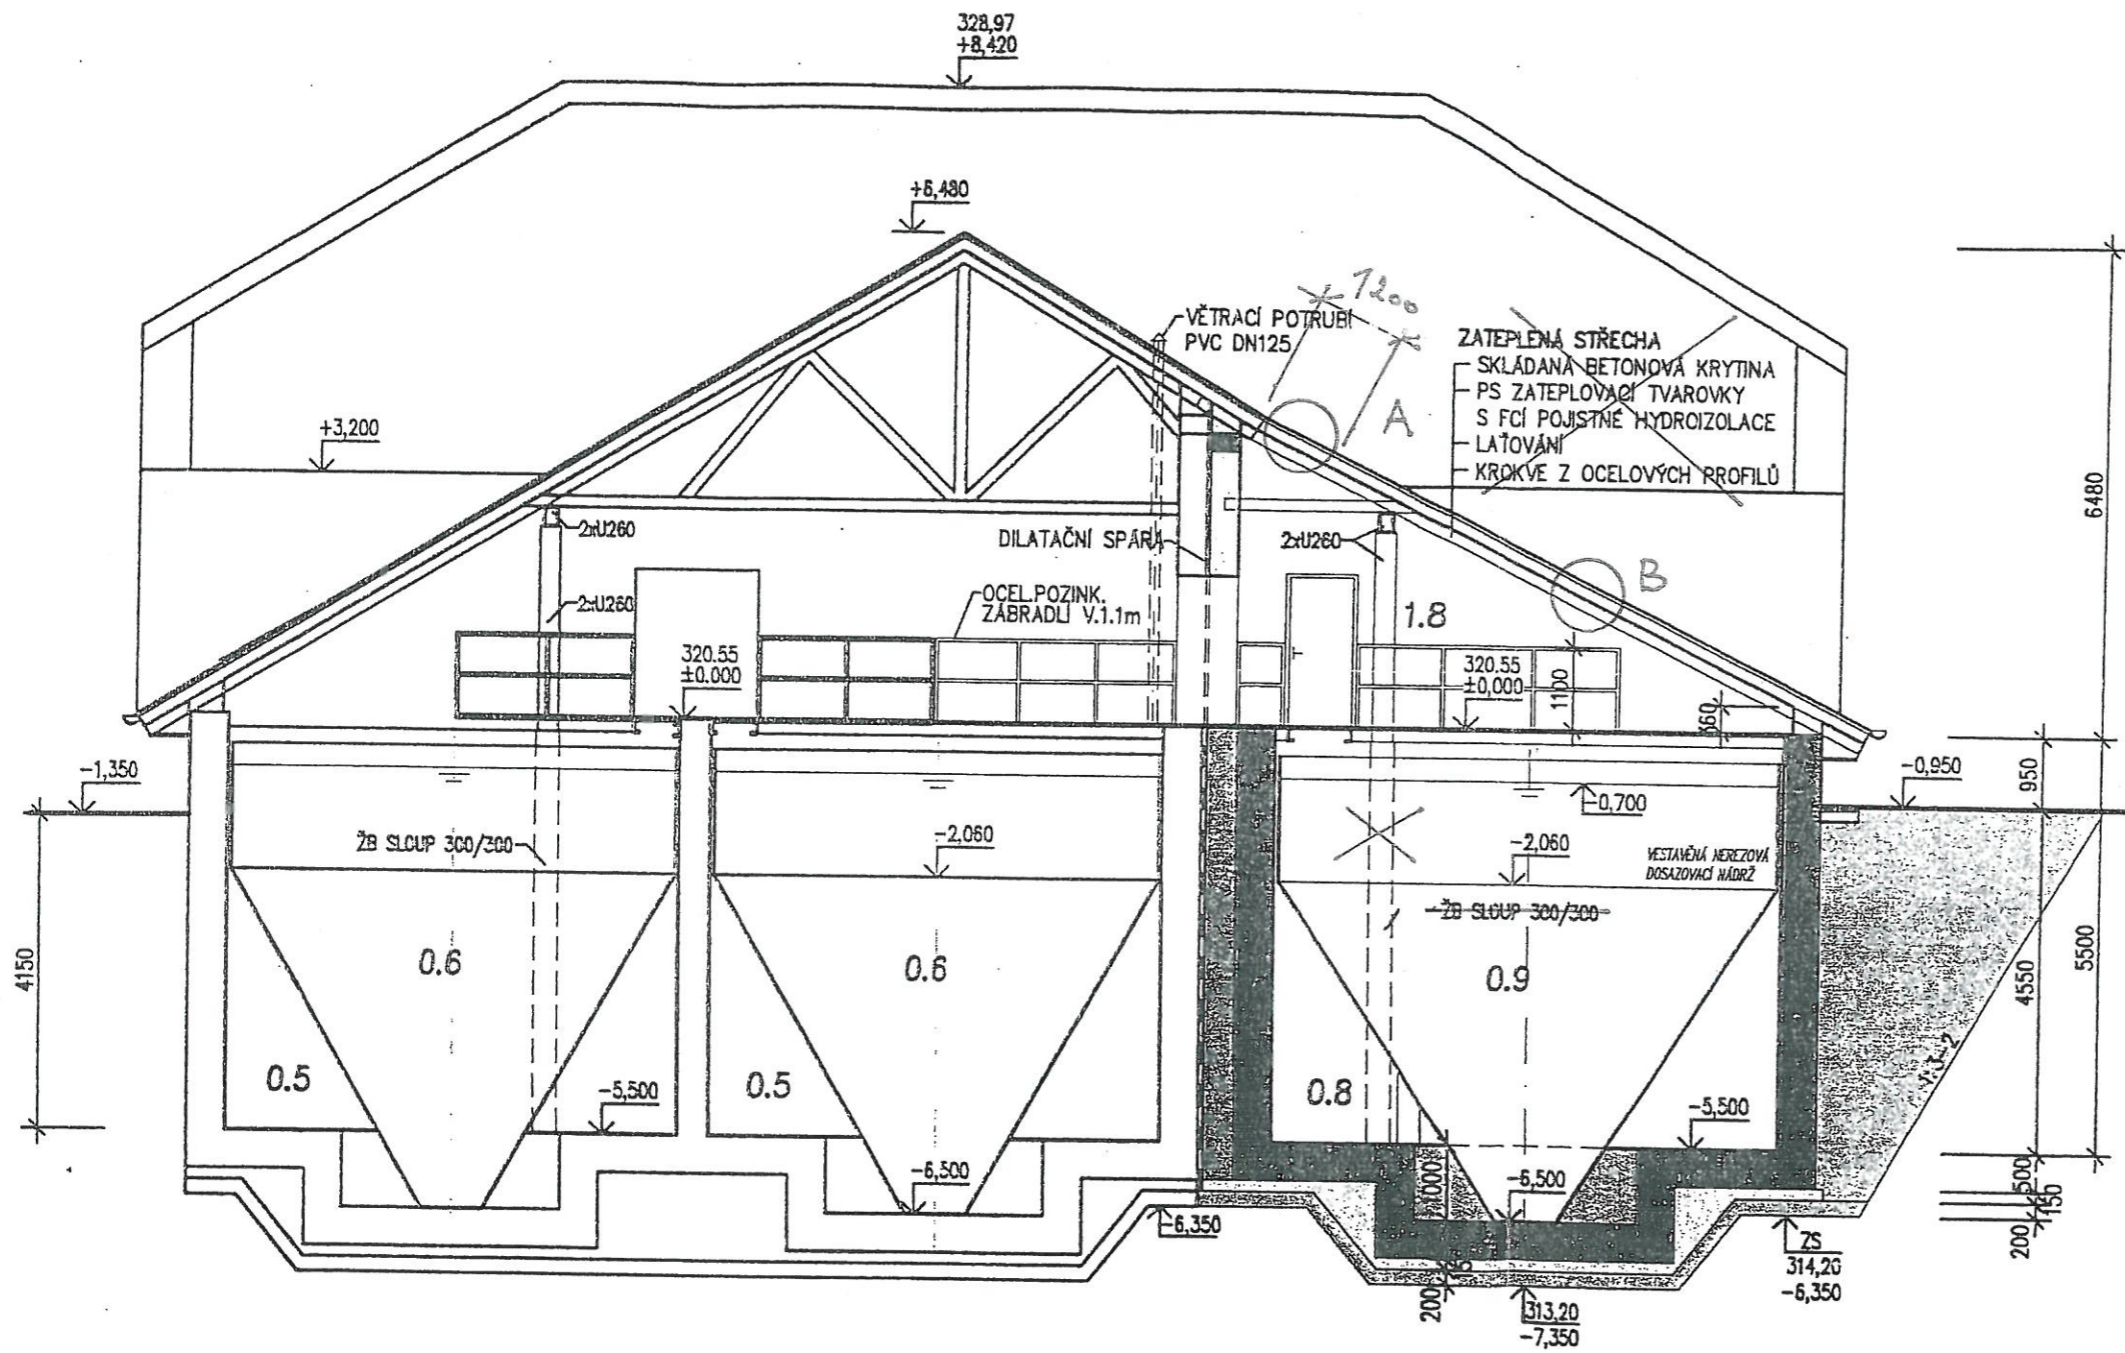 328,97
+8,420
+6,480
1200
VĚTRACÍ POTRUBÍ
PVC DN125
ZATEPLENÁ STŘECHA
SKLÁDANÁ BETONOVÁ KRYTINA
PS ZATEPLOVACÍ TVAROVKY
S FCÍ POJISTNÉ HYDROIZOLACE
LAŤOVÁNÍ
KROKVE Z OCELOVÝCH PROFILŮ
A
+3,200
6480
2xU260
DILATAČNÍ SPÁRA
2xU260
B
2xU260
OCEL.POZINK.
ZÁBRADLÍ V.1.1m
1.8
320.55
±0.000
320.55
±0,000
1100
-1,350
-0,950
950
-0,700
ŽB SLOUP 300/300
-2,060
-2,060
VESTAVĚNÁ NEREZOVÁ
DOSAZOVACÍ NÁDRŽ
ŽB SLOUP 300/300
4150
0.6
0.6
0.9
4550
5500
0.5
-5,500
0.5
0.8
-5,500
1:3-2
-6,500
1000
-6,500
500
150
200
-6,350
ZS
314,20
-6,350
200
313,20
-7,350